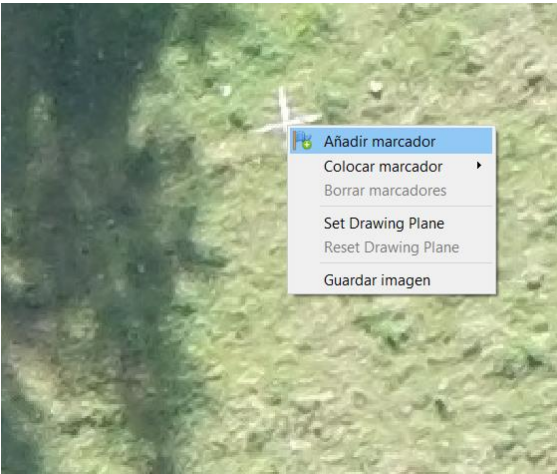 Añadir marcador
Colocar marcador
Borrar marcadores
Set Drawing Plane
Reset Drawing Plane
Guardar imagen